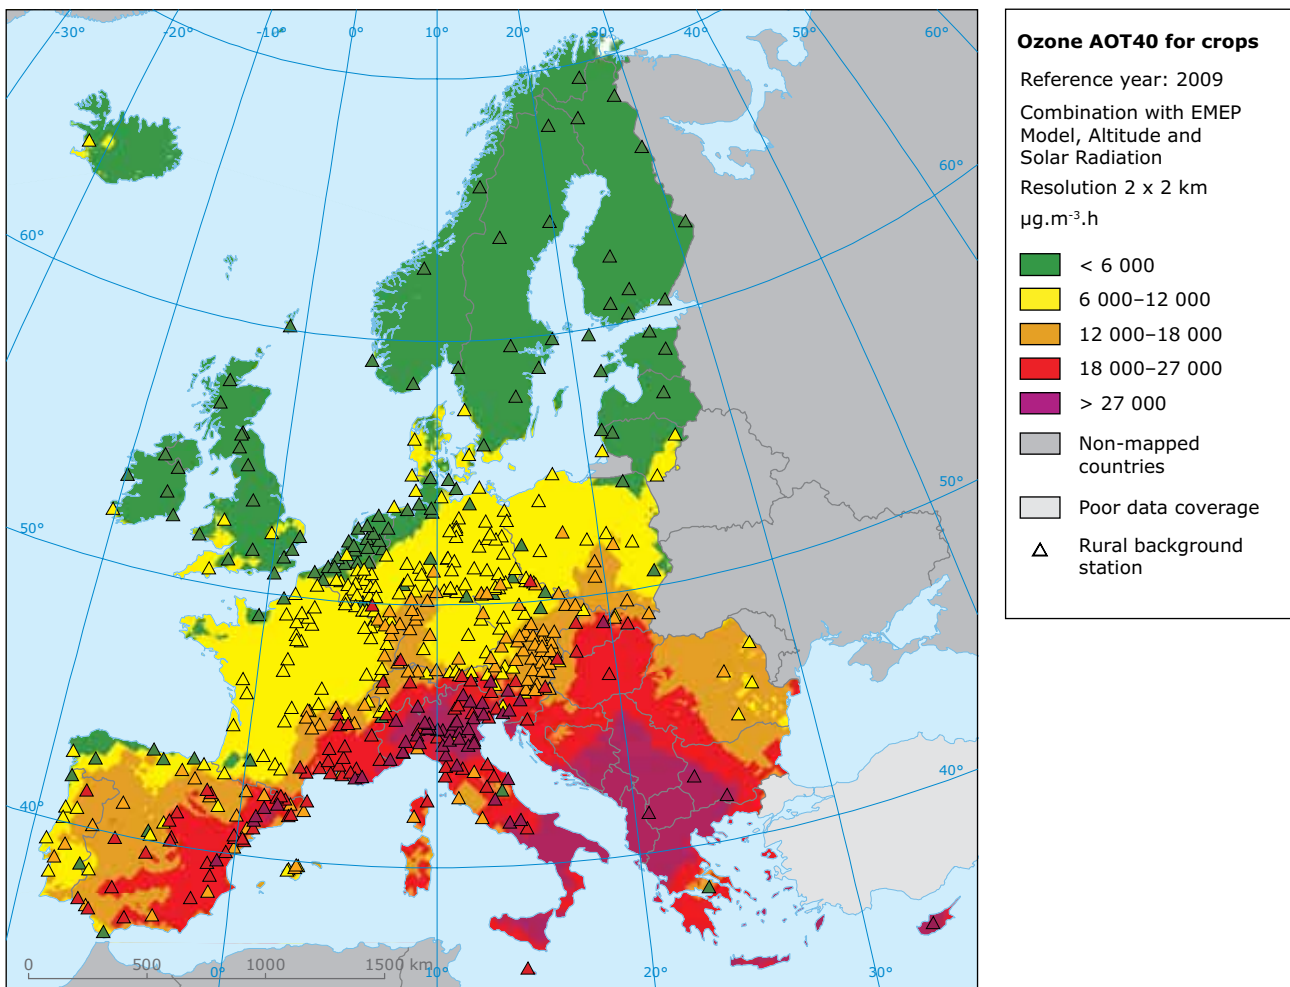 -30°
-20°
-10°
0°
10°
20°
30°
40°
50°
60°
60°
60°
50°
50°
40°
40°
0
500
1000
1500 km
0°
10°
20°
30°
Ozone AOT40 for crops
Reference year: 2009
Combination with EMEP
Model, Altitude and
Solar Radiation
Resolution 2 x 2 km
µg.m-3.h
< 6 000
6 000–12 000
12 000–18 000
18 000–27 000
> 27 000
Non-mapped
countries
Poor data coverage
Rural background
station